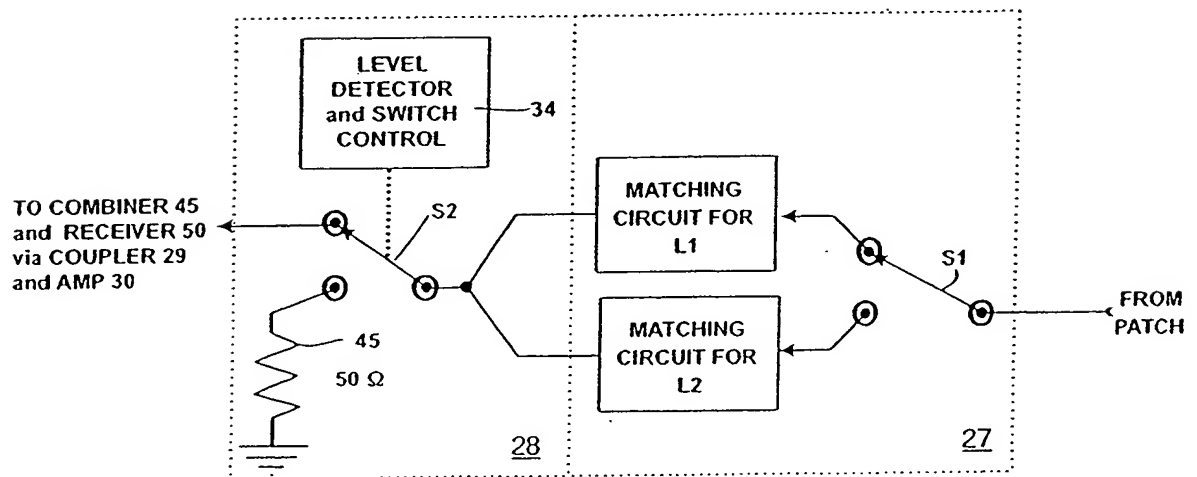 LEVEL
DETECTOR
and SWITCH
CONTROL
34
TO COMBINER 45
and RECEIVER 50
via COUPLER 29
and AMP 30
S2
MATCHING
CIRCUIT FOR
L1
S1
FROM
PATCH
MATCHING
CIRCUIT FOR
L2
45
50 Ω
28
27